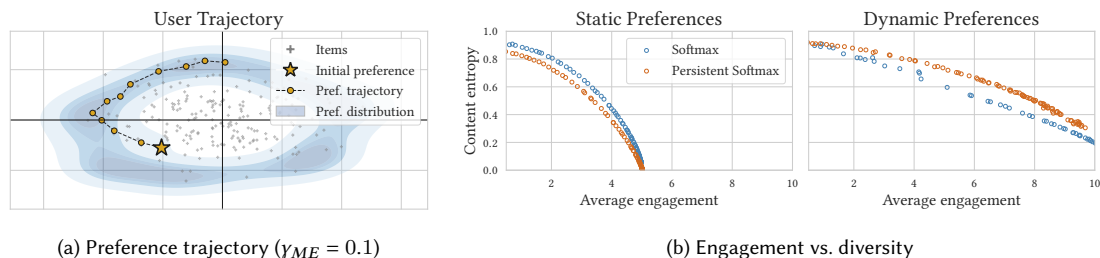 User Trajectory
Items
Initial preference
Pref. trajectory
Pref. distribution
(a) Preference trajectory (γME = 0.1)
Static Preferences
Dynamic Preferences
Content entropy
1.0
0.8
0.6
0.4
0.2
0.0
Softmax
Persistent Softmax
2 4 6 8 10
2 4 6 8 10
Average engagement
Average engagement
(b) Engagement vs. diversity